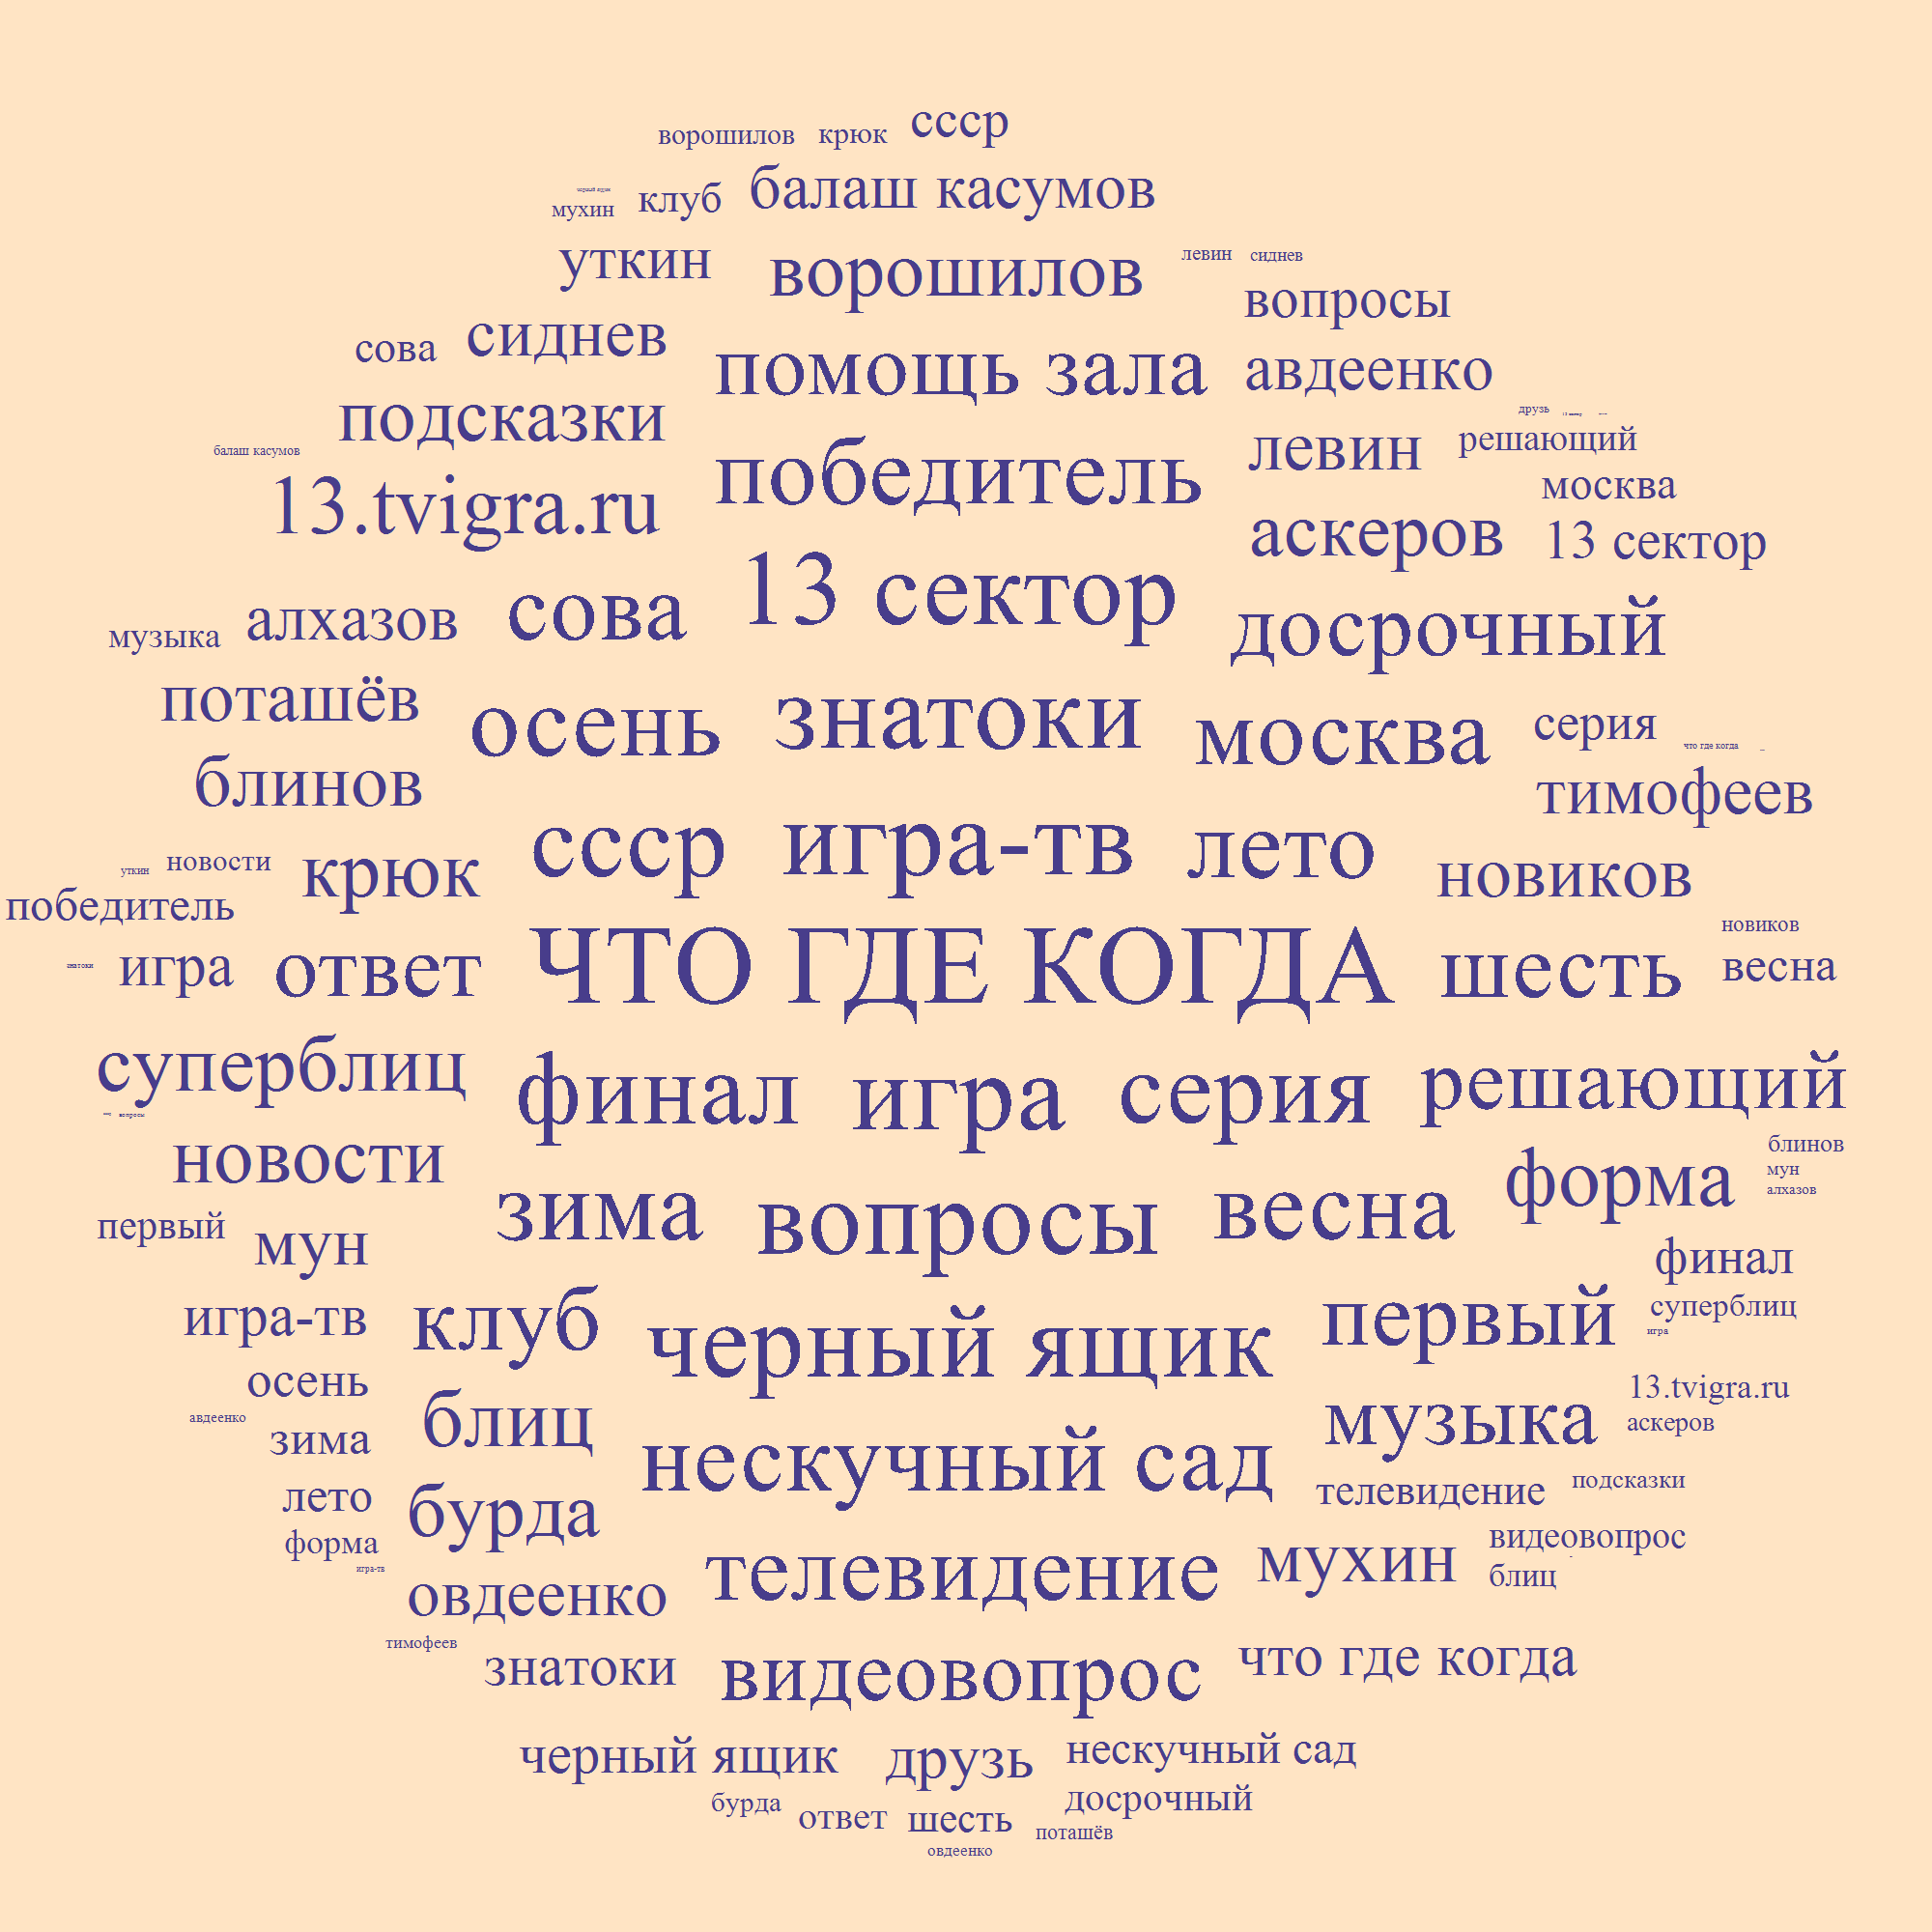 ворошилов крюк ссср
мухин клуб балаш касумов
уткин ворошилов левин сиднев
вопросы
сова сиднев помощь зала авдеенко
друзь
подсказки левин решающий
балаш касумов
13.tvigra.ru победитель москва
аскеров 13 сектор
13 сектор
музыка алхазов сова досрочный
поташёв осень знатоки москва серия
что где когда
блинов тимофеев
ссср игра-тв лето
уткин новости крюк новиков
победитель
новиков
знатоки игра ответ ЧТО ГДЕ КОГДА шесть весна
суперблиц финал игра серия решающий
вопросы
новости форма блинов
мун
алхазов
первый мун зима вопросы весна
финал
игра-тв клуб черный ящик первый суперблиц
игра
осень 13.tvigra.ru
авдеенко блиц музыка аскеров
зима
нескучный сад
лето бурда телевидение подсказки
форма видеовопрос
игра-тв овдеенко телевидение мухин блиц
тимофеев
знатоки видеовопрос что где когда
черный ящик друзь нескучный сад
бурда ответ шесть досрочный
поташёв
овдеенко